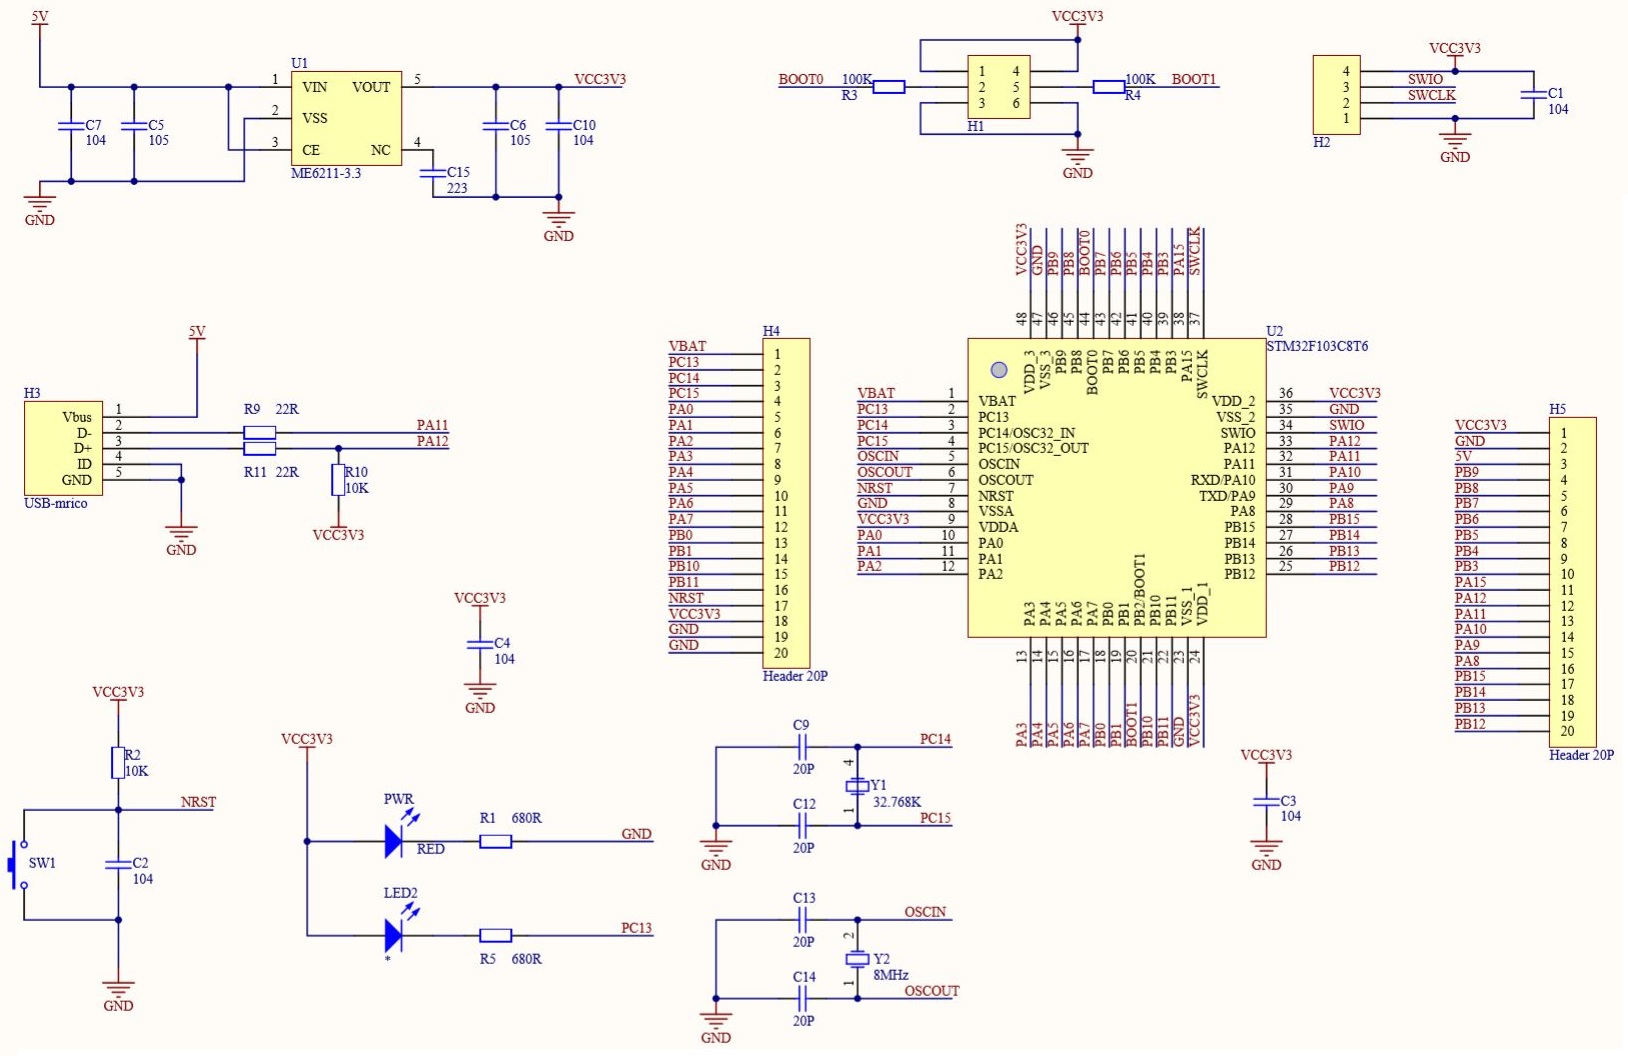 5V
U1
1 VIN VOUT 5 VCC3V3
2 VSS
3 CE NC 4
ME6211-3.3
C7
104
C5
105
C6
105
C10
104
C15
223
GND
GND
VCC3V3
BOOT0 100K
R3
1 4
2 5
3 6
H1
100K BOOT1
R4
GND
VCC3V3
4 SWIO
3 SWCLK
2
1
H2
C1
104
GND
5V
H3
Vbus 1
D- 2
D+ 3
ID 4
GND 5
USB-mrico
R9 22R PA11
R11 22R PA12
R10
10K
VCC3V3
GND
H4
VBAT 1
PC13 2
PC14 3
PC15 4
PA0 5
PA1 6
PA2 7
PA3 8
PA4 9
PA5 10
PA6 11
PA7 12
PB0 13
PB1 14
PB10 15
PB11 16
NRST 17
VCC3V3 18
GND 19
GND 20
Header 20P
U2
STM32F103C8T6
VCC3V3 48 VDD_3
GND 47 VSS_3
PB9 46 PB9
PB8 45 PB8
BOOT0 44 BOOT0
PB7 43 PB7
PB6 42 PB6
PB5 41 PB5
PB4 40 PB4
PB3 39 PB3
PA15 38 PA15
SWCLK 37 SWCLK
VBAT 1 VBAT
PC13 2 PC13
PC14 3 PC14/OSC32_IN
PC15 4 PC15/OSC32_OUT
OSCIN 5 OSCIN
OSCOUT 6 OSCOUT
NRST 7 NRST
GND 8 VSSA
VCC3V3 9 VDDA
PA0 10 PA0
PA1 11 PA1
PA2 12 PA2
VDD_2 36 VCC3V3
VSS_2 35 GND
SWIO 34 SWIO
PA12 33 PA12
PA11 32 PA11
RXD/PA10 31 PA10
TXD/PA9 30 PA9
PA8 29 PA8
PB15 28 PB15
PB14 27 PB14
PB13 26 PB13
PB12 25 PB12
PA3 13 PA3
PA4 14 PA4
PA5 15 PA5
PA6 16 PA6
PA7 17 PA7
PB0 18 PB0
PB1 19 PB1
PB2/BOOT1 20 BOOT1
PB10 21 PB10
PB11 22 PB11
VSS_1 23 GND
VDD_1 24 VCC3V3
H5
VCC3V3 1
GND 2
5V 3
PB9 4
PB8 5
PB7 6
PB6 7
PB5 8
PB4 9
PB3 10
PA15 11
PA12 12
PA11 13
PA10 14
PA9 15
PA8 16
PB15 17
PB14 18
PB13 19
PB12 20
Header 20P
VCC3V3
C4
104
GND
VCC3V3
R2
10K
NRST
SW1
C2
104
GND
VCC3V3
PWR
RED
R1 680R GND
LED2
*
R5 680R PC13
C9
20P
PC14
4
Y1
32.768K
1
C12
20P
PC15
GND
C13
20P
OSCIN
2
Y2
8MHz
1
C14
20P
OSCOUT
GND
VCC3V3
C3
104
GND